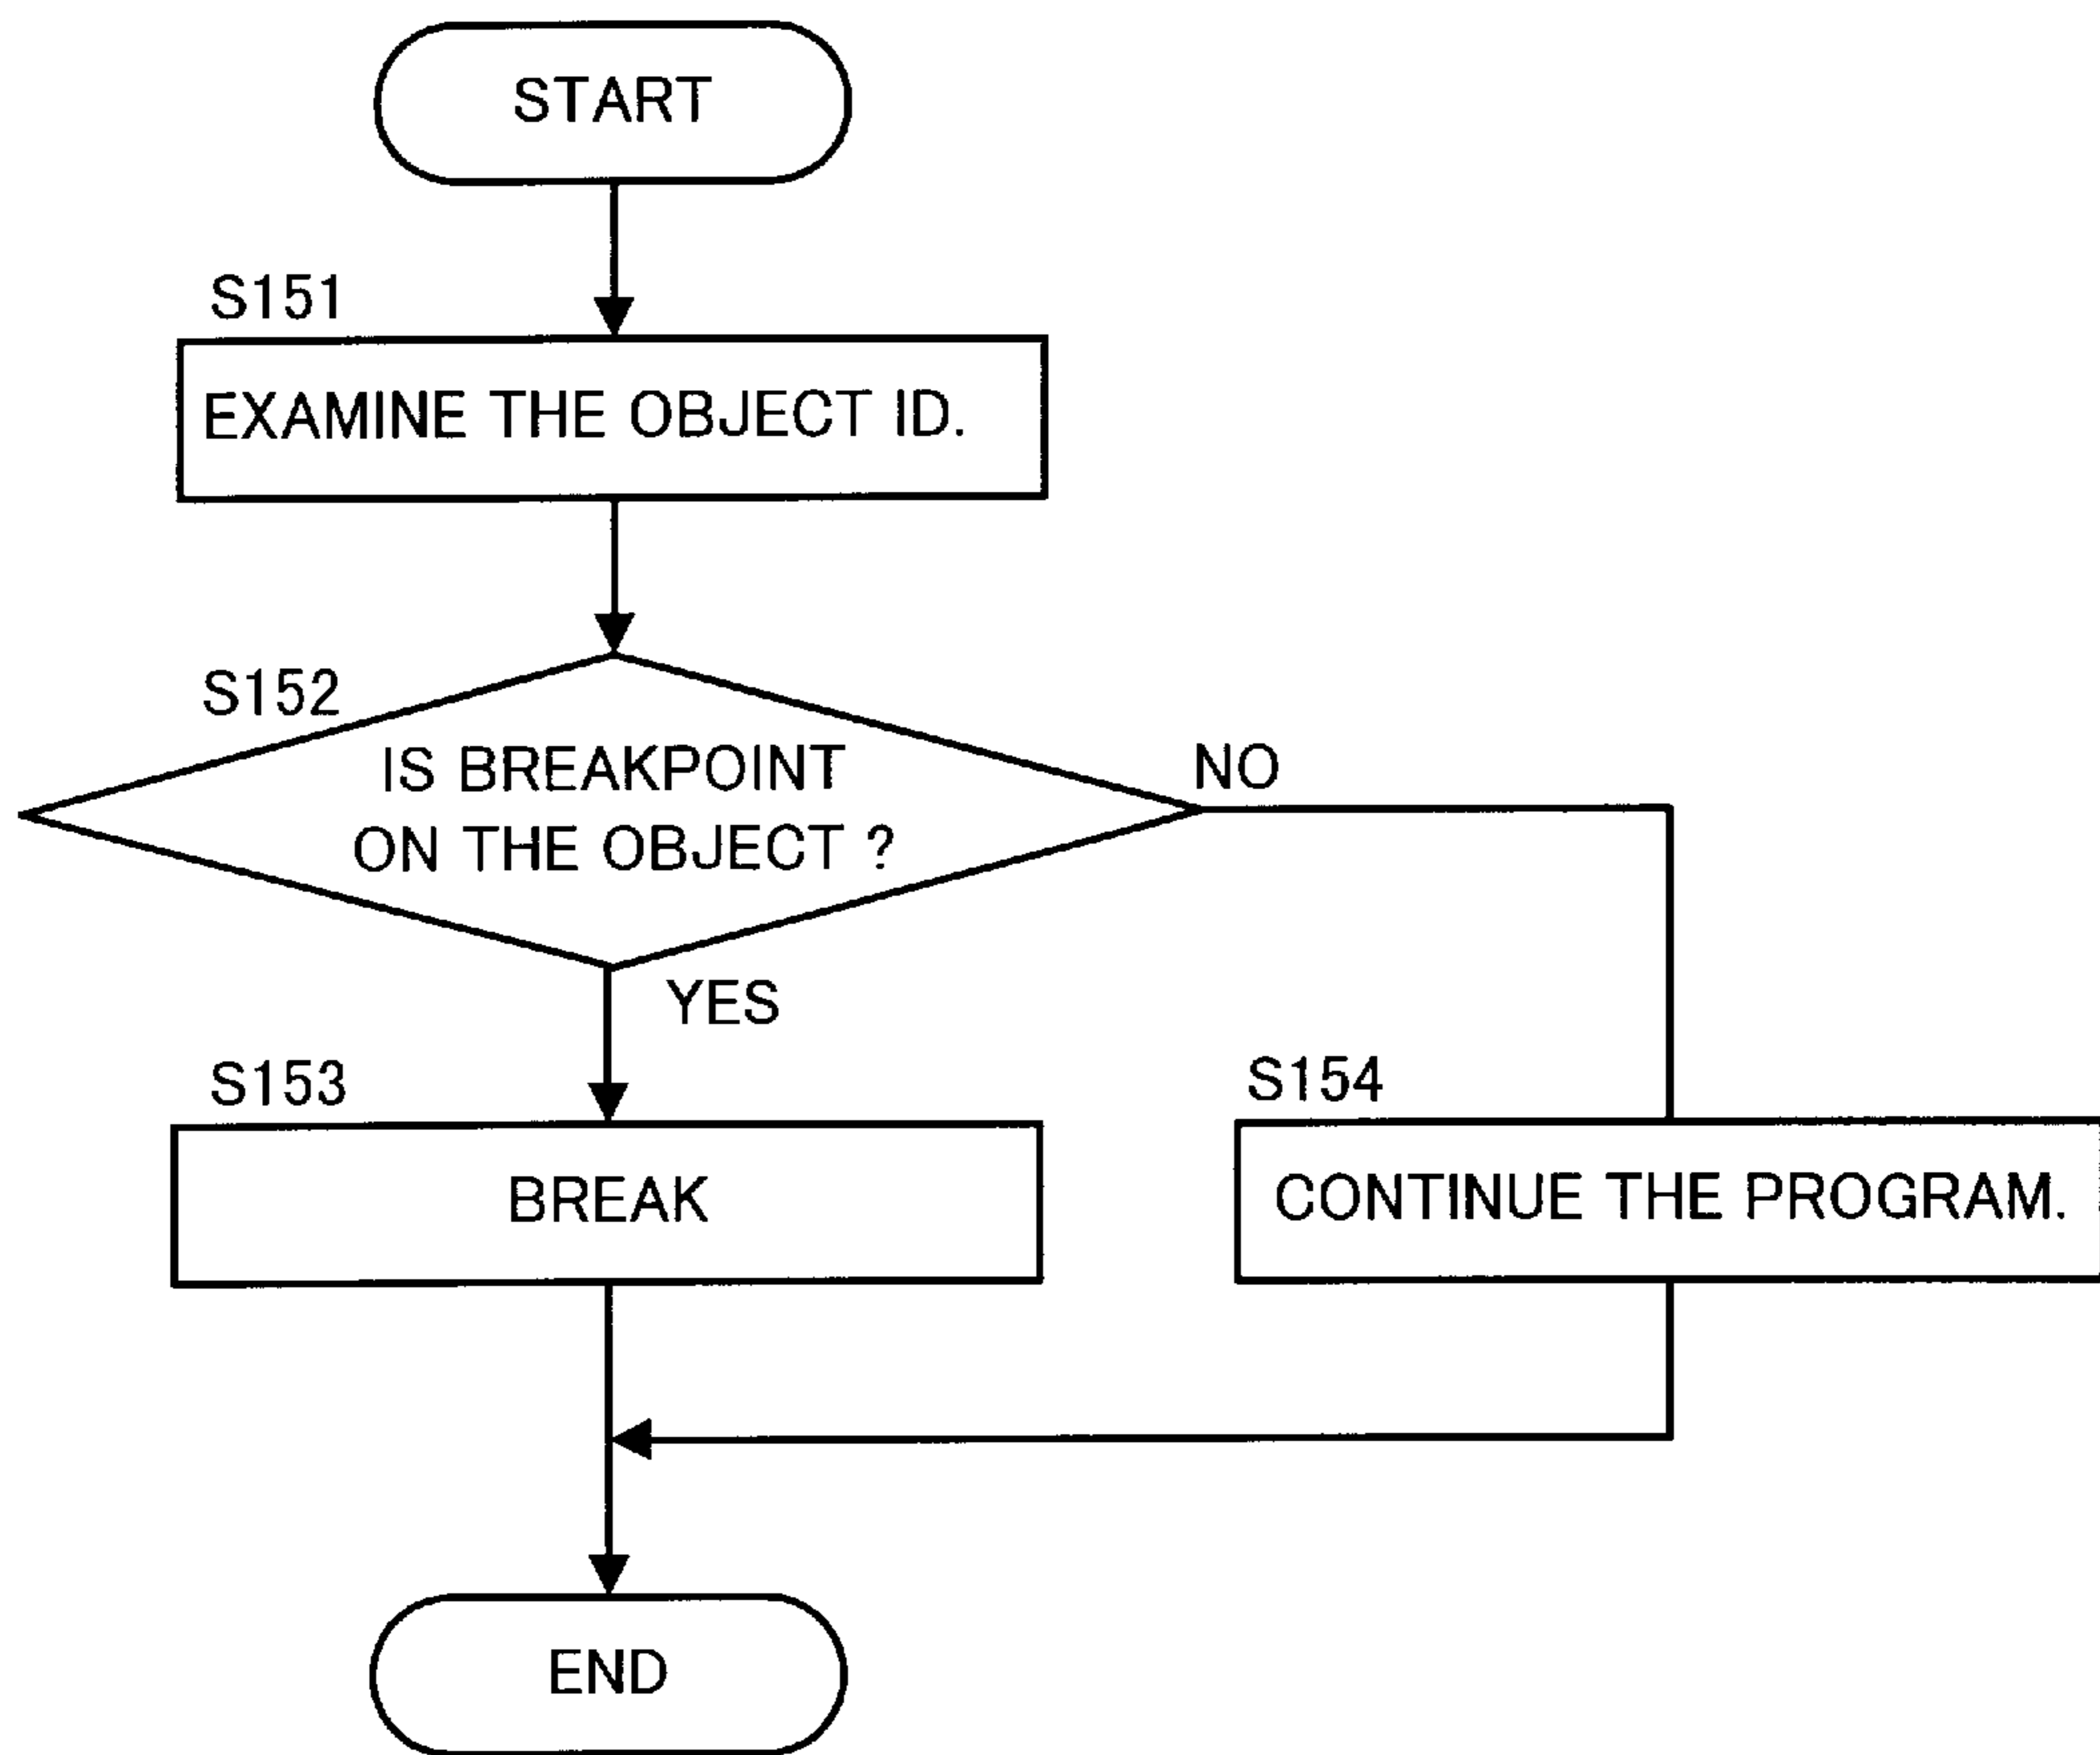 START
S151
EXAMINE THE OBJECT ID.
S152
IS BREAKPOINT
ON THE OBJECT ?
NO
YES
S153
BREAK
S154
CONTINUE THE PROGRAM.
END